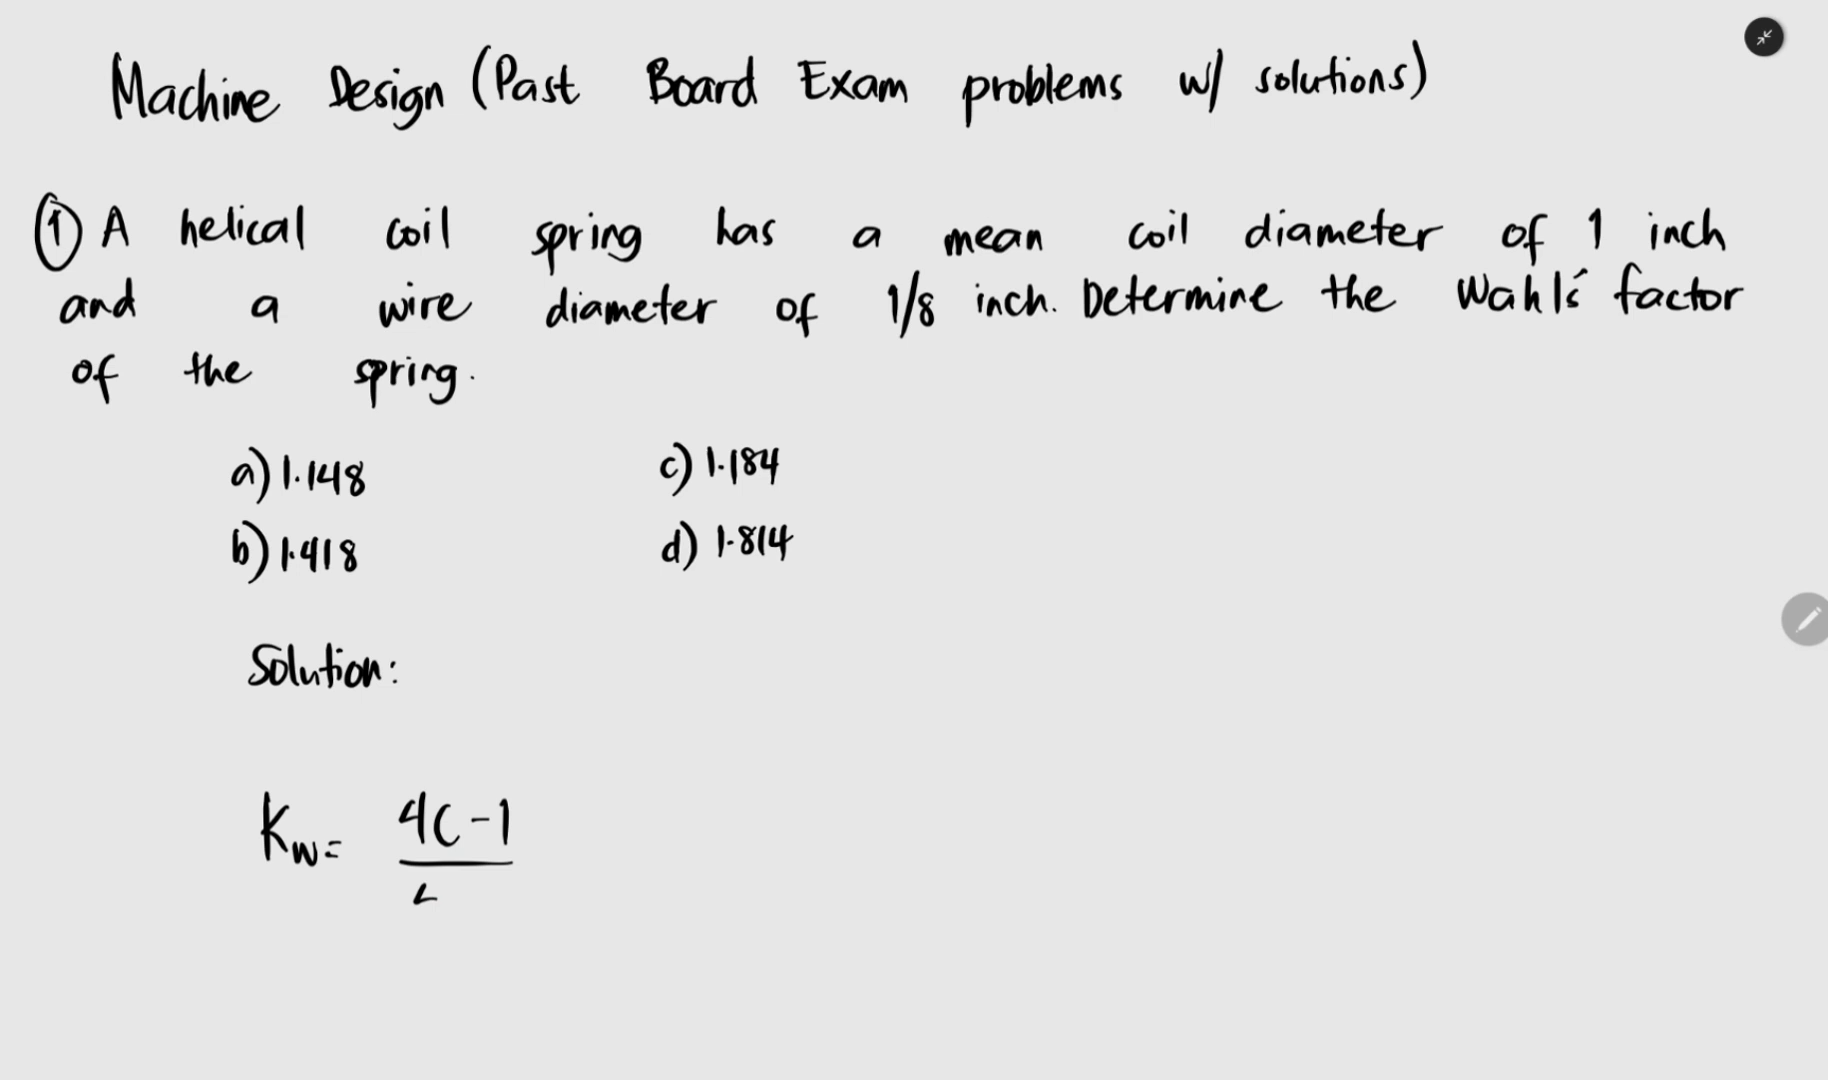 Machine Design (Past Board Exam problems w/ solutions)
① A helical coil spring has a mean coil diameter of 1 inch
and a wire diameter of 1/8 inch. Determine the Wahl's factor
of the spring.
a) 1.148 c) 1.184
b) 1.418 d) 1.814
Solution:
Kw = 4C-1